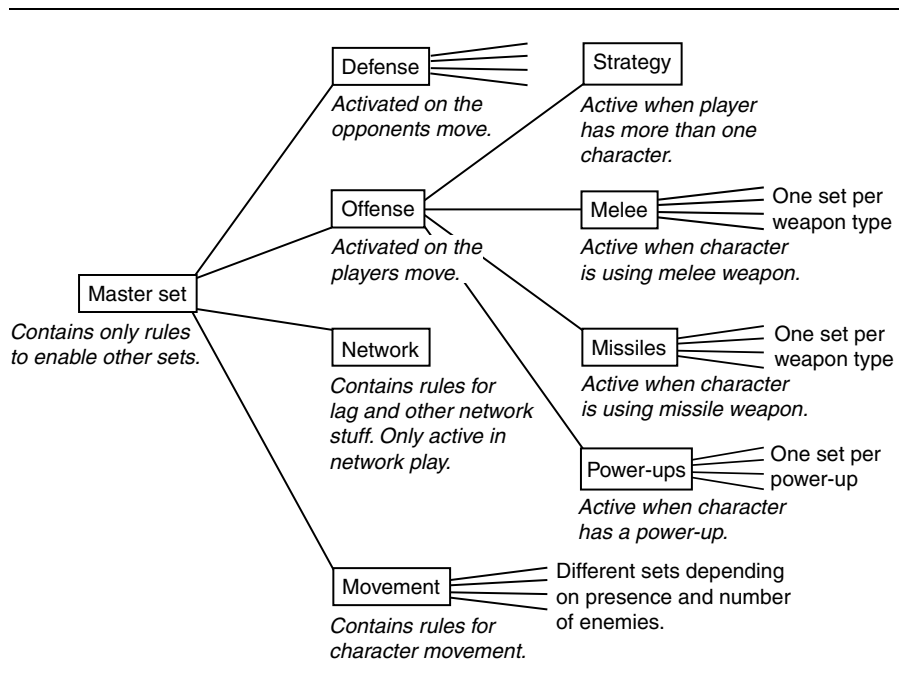 Defense
Activated on the
opponents move.
Strategy
Active when player
has more than one
character.
Offense
Activated on the
players move.
Melee
Active when character
is using melee weapon.
One set per
weapon type
Master set
Contains only rules
to enable other sets.
Network
Contains rules for
lag and other network
stuff. Only active in
network play.
Missiles
Active when character
is using missile weapon.
One set per
weapon type
Power-ups
Active when character
has a power-up.
One set per
power-up
Movement
Contains rules for
character movement.
Different sets depending
on presence and number
of enemies.